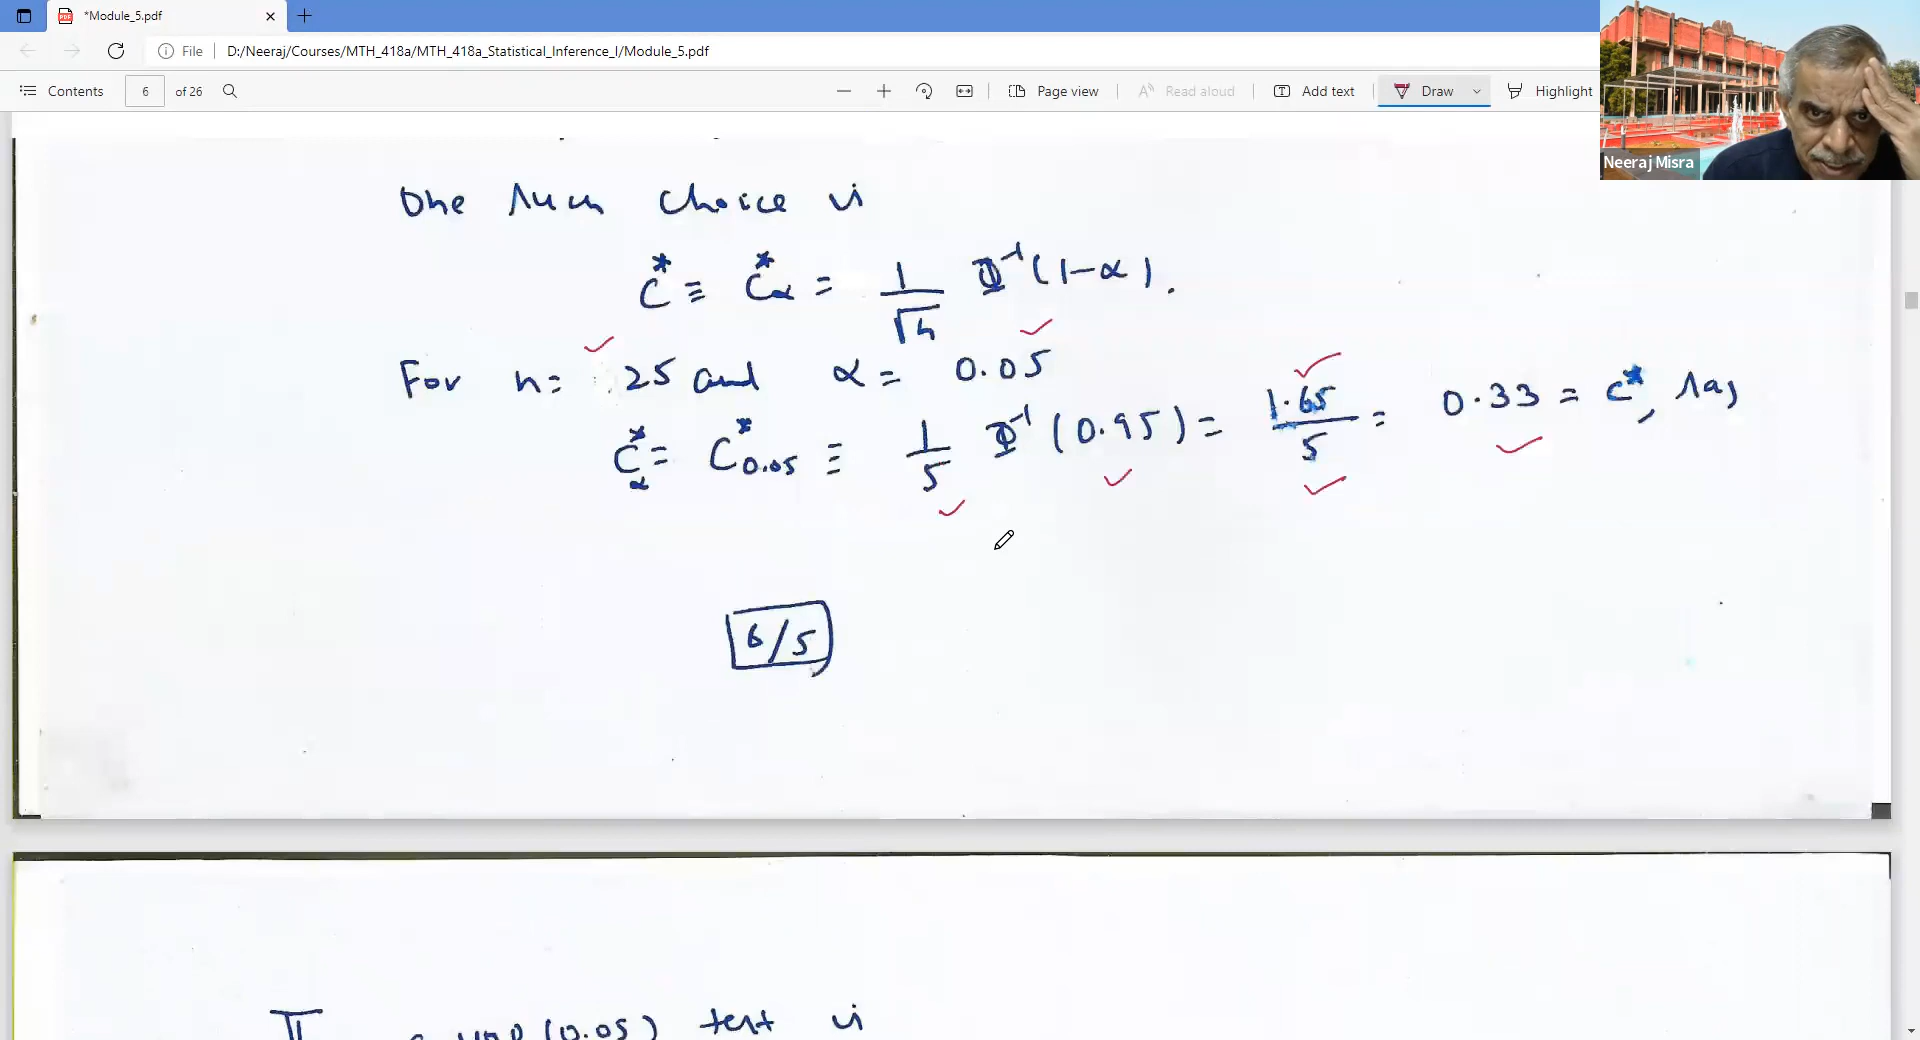 *Module_5.pdf
File D:/Neeraj/Courses/MTH_418a/MTH_418a_Statistical_Inference_I/Module_5.pdf
Contents 6 of 26 Page view Read aloud Add text Draw Highlight
Neeraj Misra
One such choice is
C* ≡ C*α = 1/√n Φ⁻¹(1-α).
For n = 25 and α = 0.05
C*α = C*0.05 ≡ 1/5 Φ⁻¹(0.95) = 1.65/5 = 0.33 = C*, say
6/5
(0.05) test is